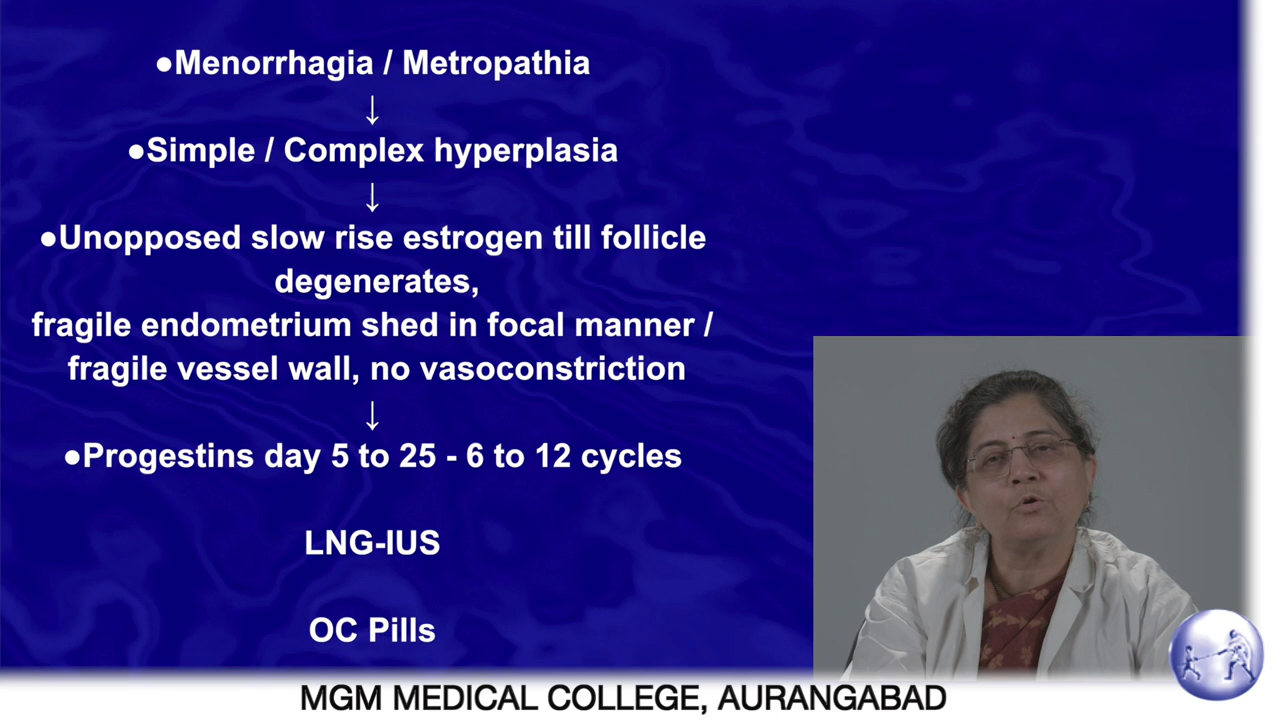 ●Menorrhagia / Metropathia
↓
●Simple / Complex hyperplasia
↓
●Unopposed slow rise estrogen till follicle
degenerates,
fragile endometrium shed in focal manner /
fragile vessel wall, no vasoconstriction
↓
●Progestins day 5 to 25 - 6 to 12 cycles
LNG-IUS
OC Pills
MGM MEDICAL COLLEGE, AURANGABAD